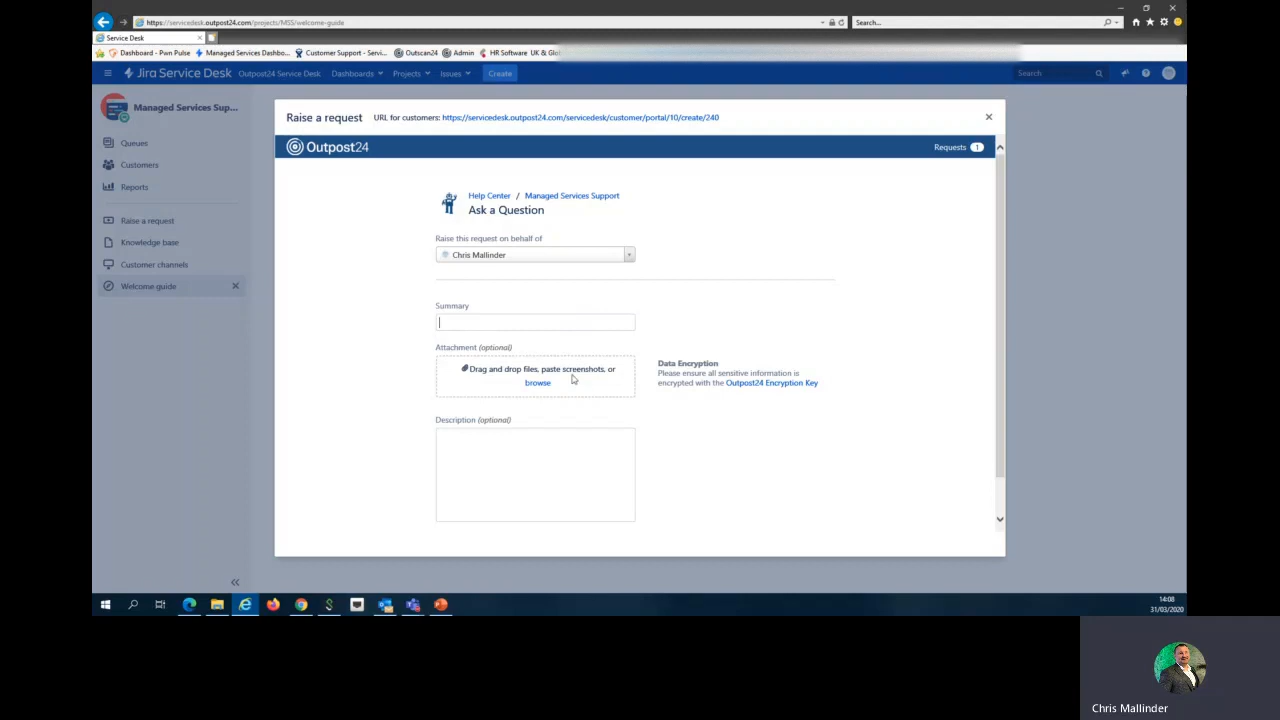 https://servicedesk.outpost24.com/projects/MSS/welcome-guide
Search...
Service Desk
Dashboard - Pwn Pulse
Managed Services Dashbo...
Customer Support - Servi...
Outscan24
Admin
HR Software UK & Glo
Jira Service Desk
Outpost24 Service Desk
Dashboards
Projects
Issues
Create
Search
Managed Services Sup...
Queues
Customers
Reports
Raise a request
Knowledge base
Customer channels
Welcome guide
Raise a request
URL for customers: https://servicedesk.outpost24.com/servicedesk/customer/portal/10/create/240
Outpost24
Requests 1
Help Center / Managed Services Support
Ask a Question
Raise this request on behalf of
Chris Mallinder
Summary
Attachment (optional)
Drag and drop files, paste screenshots, or
browse
Data Encryption
Please ensure all sensitive information is
encrypted with the Outpost24 Encryption Key
Description (optional)
14:08
31/03/2020
Chris Mallinder